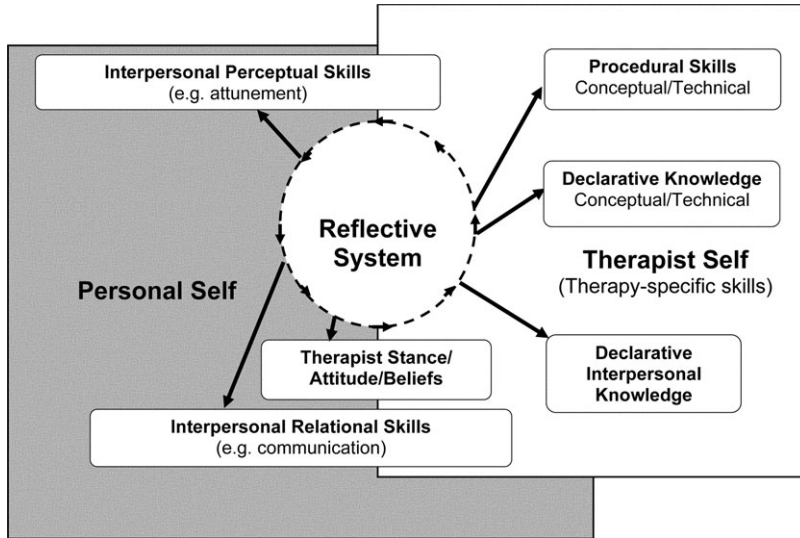 Interpersonal Perceptual Skills
(e.g. attunement)
Procedural Skills
Conceptual/Technical
Declarative Knowledge
Conceptual/Technical
Reflective
System
Therapist Self
(Therapy-specific skills)
Personal Self
Therapist Stance/
Attitude/Beliefs
Declarative
Interpersonal
Knowledge
Interpersonal Relational Skills
(e.g. communication)